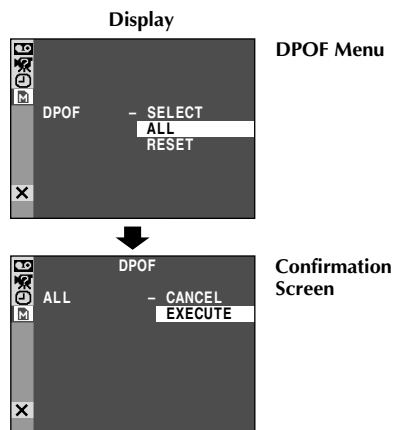 Display
DPOF Menu
M
DPOF – SELECT
ALL
RESET
Confirmation
Screen
DPOF
ALL – CANCEL
M
EXECUTE